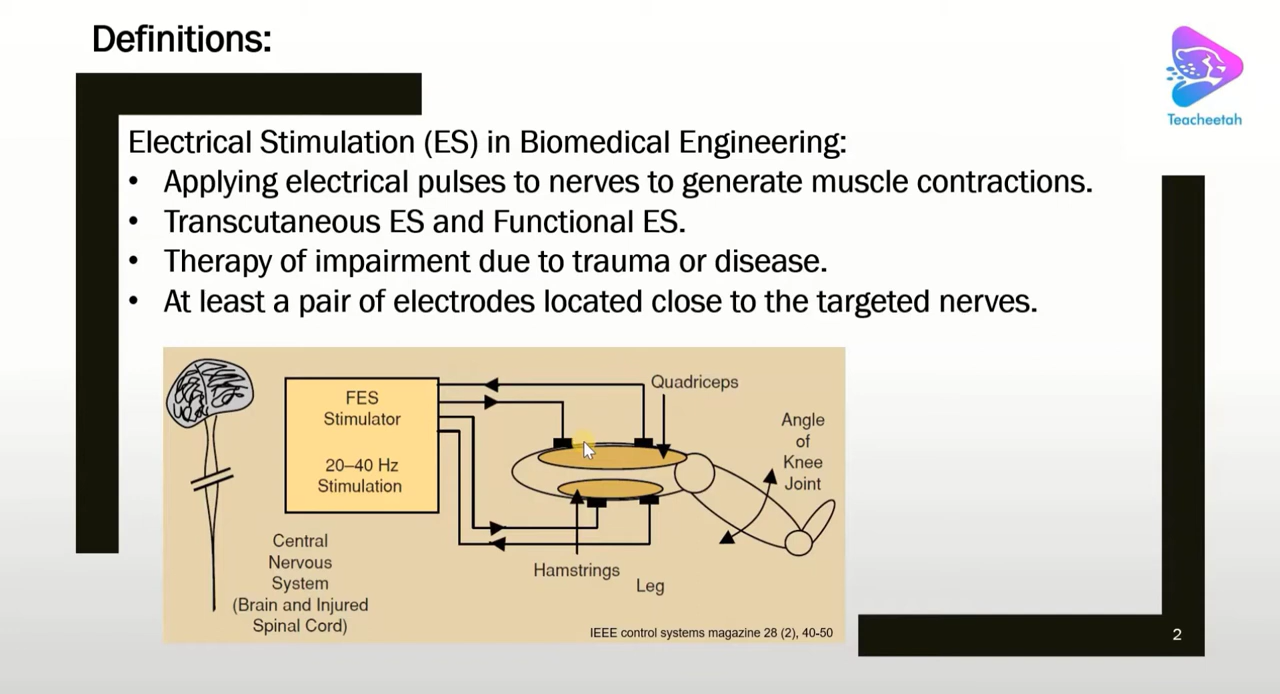 Definitions:
Teacheetah
Electrical Stimulation (ES) in Biomedical Engineering:
• Applying electrical pulses to nerves to generate muscle contractions.
• Transcutaneous ES and Functional ES.
• Therapy of impairment due to trauma or disease.
• At least a pair of electrodes located close to the targeted nerves.
FES
Stimulator
20–40 Hz
Stimulation
Central
Nervous
System
(Brain and Injured
Spinal Cord)
Quadriceps
Angle
of
Knee
Joint
Hamstrings
Leg
IEEE control systems magazine 28 (2), 40-50
2